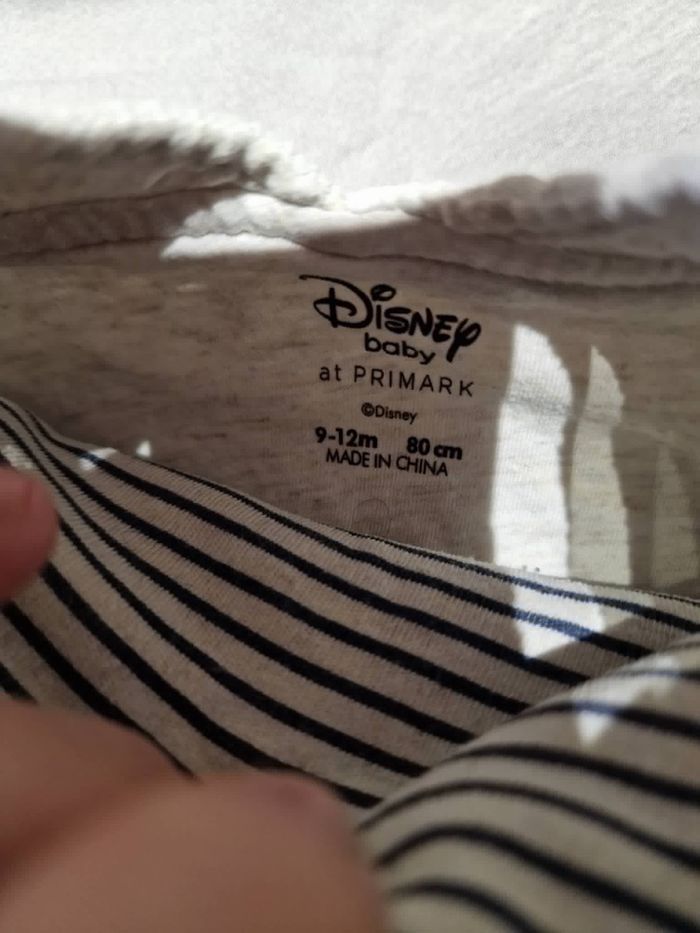 Disney
baby
at PRIMARK
©Disney
9-12m 80 cm
MADE IN CHINA